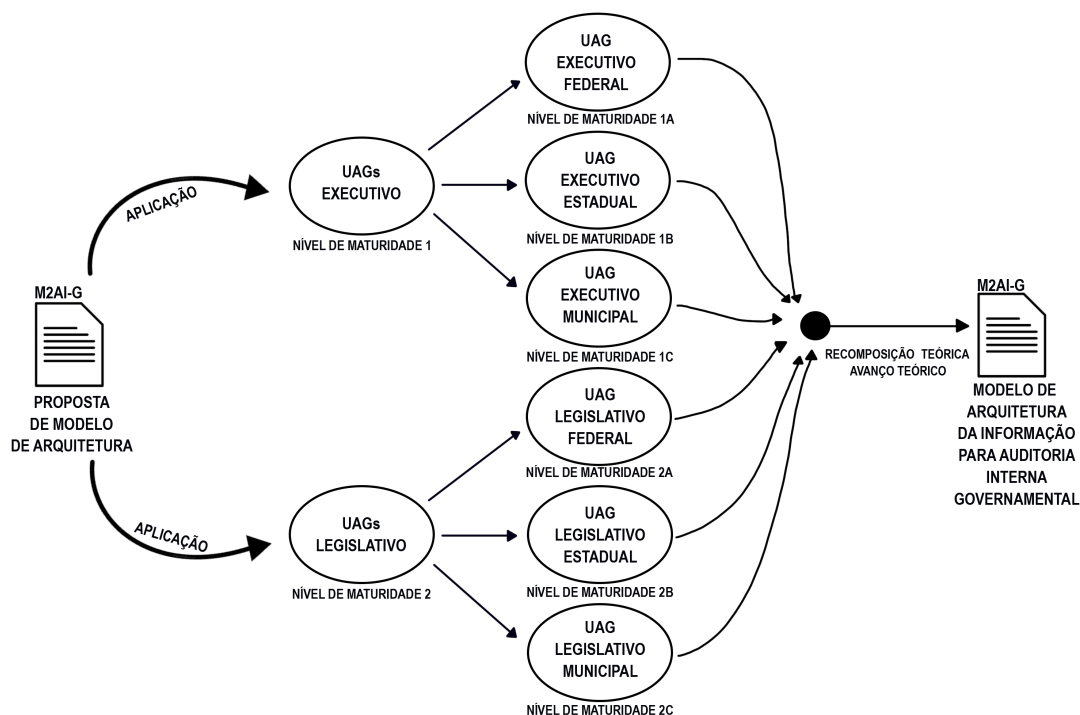 M2AI-G
PROPOSTA
DE MODELO
DE ARQUITETURA
APLICAÇÃO
APLICAÇÃO
UAGs
EXECUTIVO
NÍVEL DE MATURIDADE 1
UAGs
LEGISLATIVO
NÍVEL DE MATURIDADE 2
UAG
EXECUTIVO
FEDERAL
NÍVEL DE MATURIDADE 1A
UAG
EXECUTIVO
ESTADUAL
NÍVEL DE MATURIDADE 1B
UAG
EXECUTIVO
MUNICIPAL
NÍVEL DE MATURIDADE 1C
UAG
LEGISLATIVO
FEDERAL
NÍVEL DE MATURIDADE 2A
UAG
LEGISLATIVO
ESTADUAL
NÍVEL DE MATURIDADE 2B
UAG
LEGISLATIVO
MUNICIPAL
NÍVEL DE MATURIDADE 2C
RECOMPOSIÇÃO TEÓRICA
AVANÇO TEÓRICO
M2AI-G
MODELO DE
ARQUITETURA
DA INFORMAÇÃO
PARA AUDITORIA
INTERNA
GOVERNAMENTAL